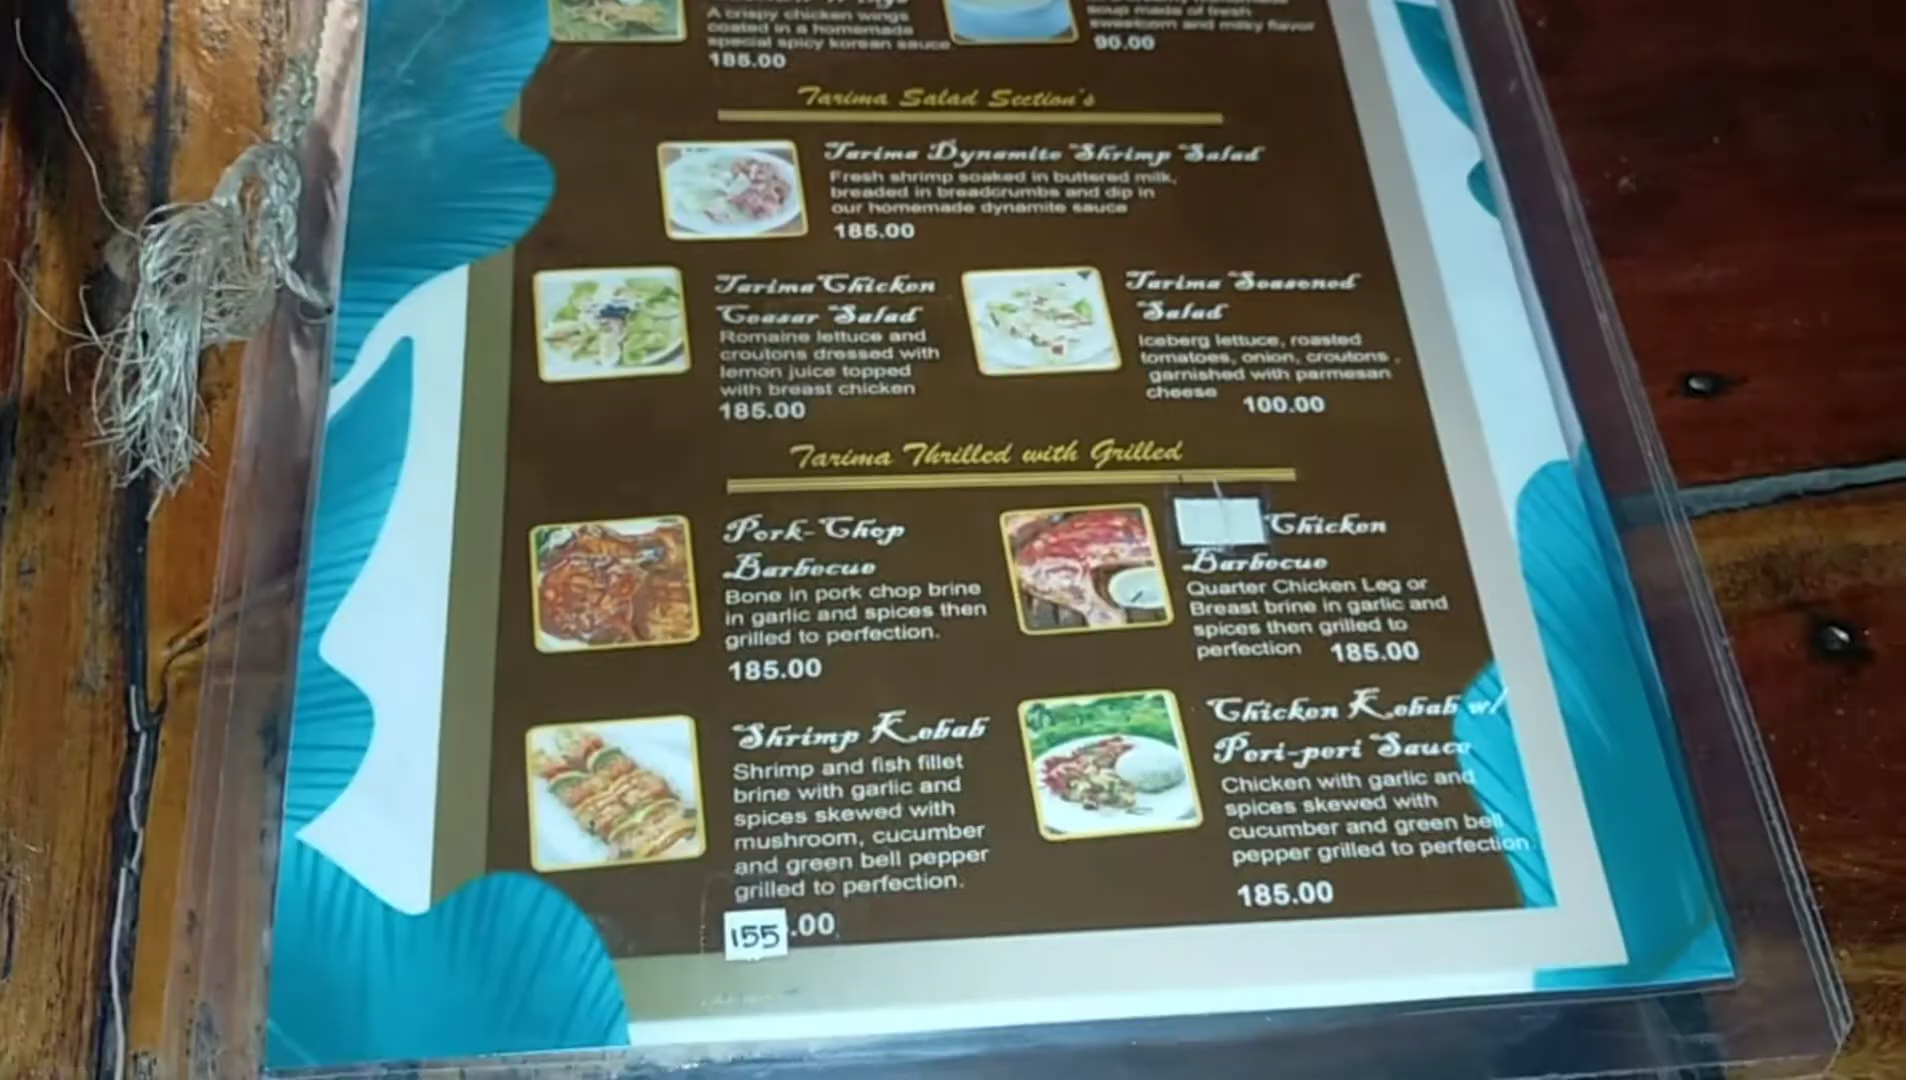 A crispy chicken wings
coated in a homemade
special spicy korean sauce
185.00
soup made of fresh
sweetcorn and milky flavor
90.00
Tarima Salad Section's
Tarima Dynamite Shrimp Salad
Fresh shrimp soaked in buttered milk,
breaded in breadcrumbs and dip in
our homemade dynamite sauce
185.00
Tarima Chicken
Ceasar Salad
Romaine lettuce and
croutons dressed with
lemon juice topped
with breast chicken
185.00
Tarima Seasoned
Salad
Iceberg lettuce, roasted
tomatoes, onion, croutons ,
garnished with parmesan
cheese 100.00
Tarima Thrilled with Grilled
Pork-Chop
Barbecue
Bone in pork chop brine
in garlic and spices then
grilled to perfection.
185.00
Chicken
Barbecue
Quarter Chicken Leg or
Breast brine in garlic and
spices then grilled to
perfection 185.00
Shrimp Kebab
Shrimp and fish fillet
brine with garlic and
spices skewed with
mushroom, cucumber
and green bell pepper
grilled to perfection.
155.00
Chicken Kebab w/
Peri-peri Sauce
Chicken with garlic and
spices skewed with
cucumber and green bell
pepper grilled to perfection.
185.00